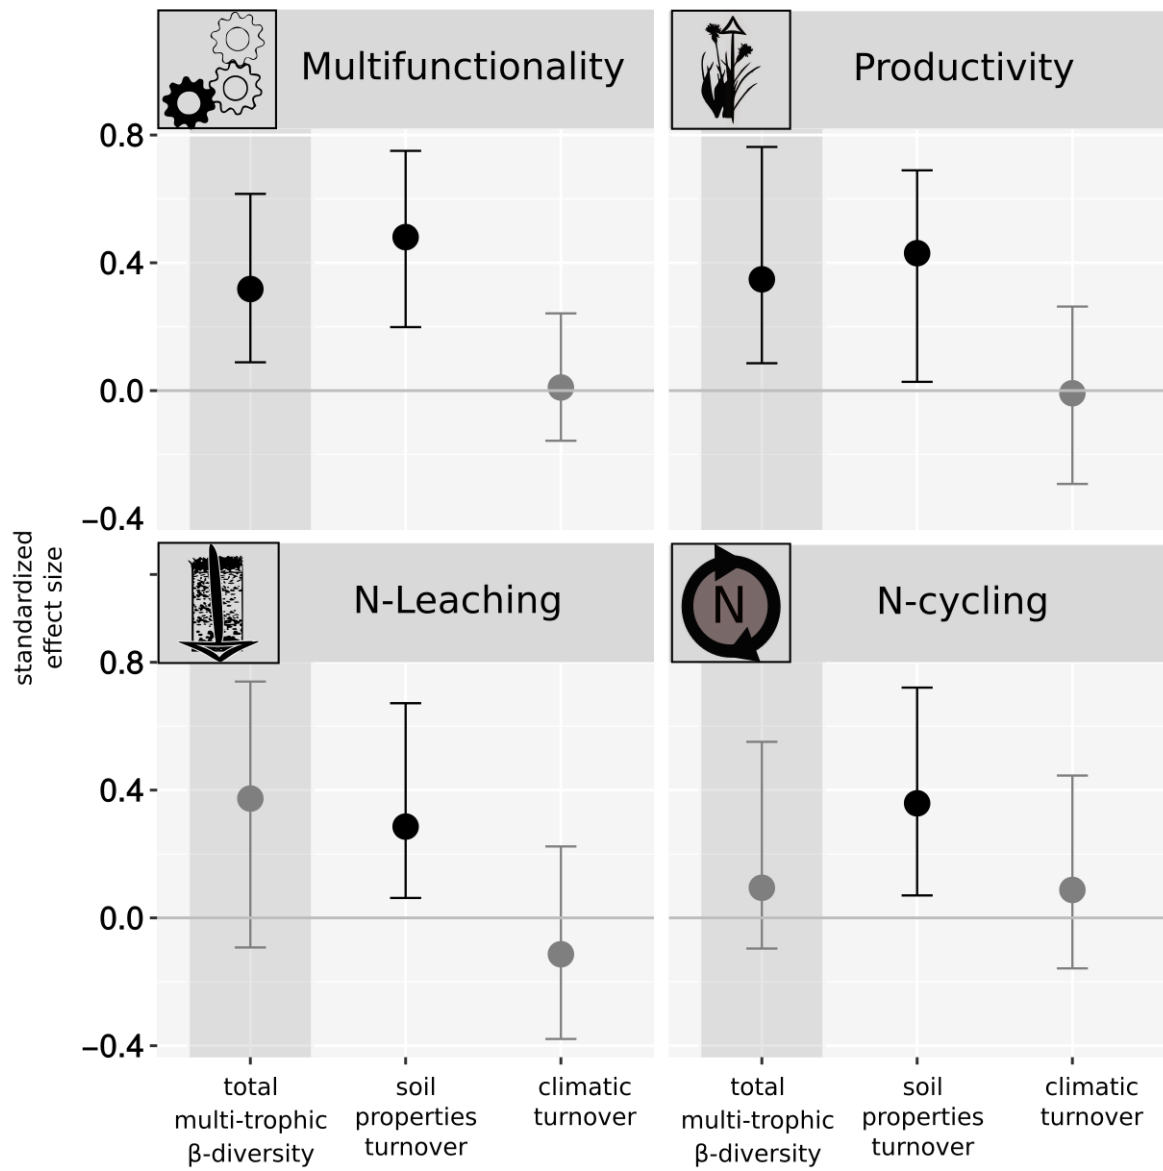 Multifunctionality
Productivity
0.8
0.4
0.0
–0.4
standardized
effect size
N-Leaching
N
N-cycling
0.8
0.4
0.0
–0.4
total
multi-trophic
β-diversity
soil
properties
turnover
climatic
turnover
total
multi-trophic
β-diversity
soil
properties
turnover
climatic
turnover